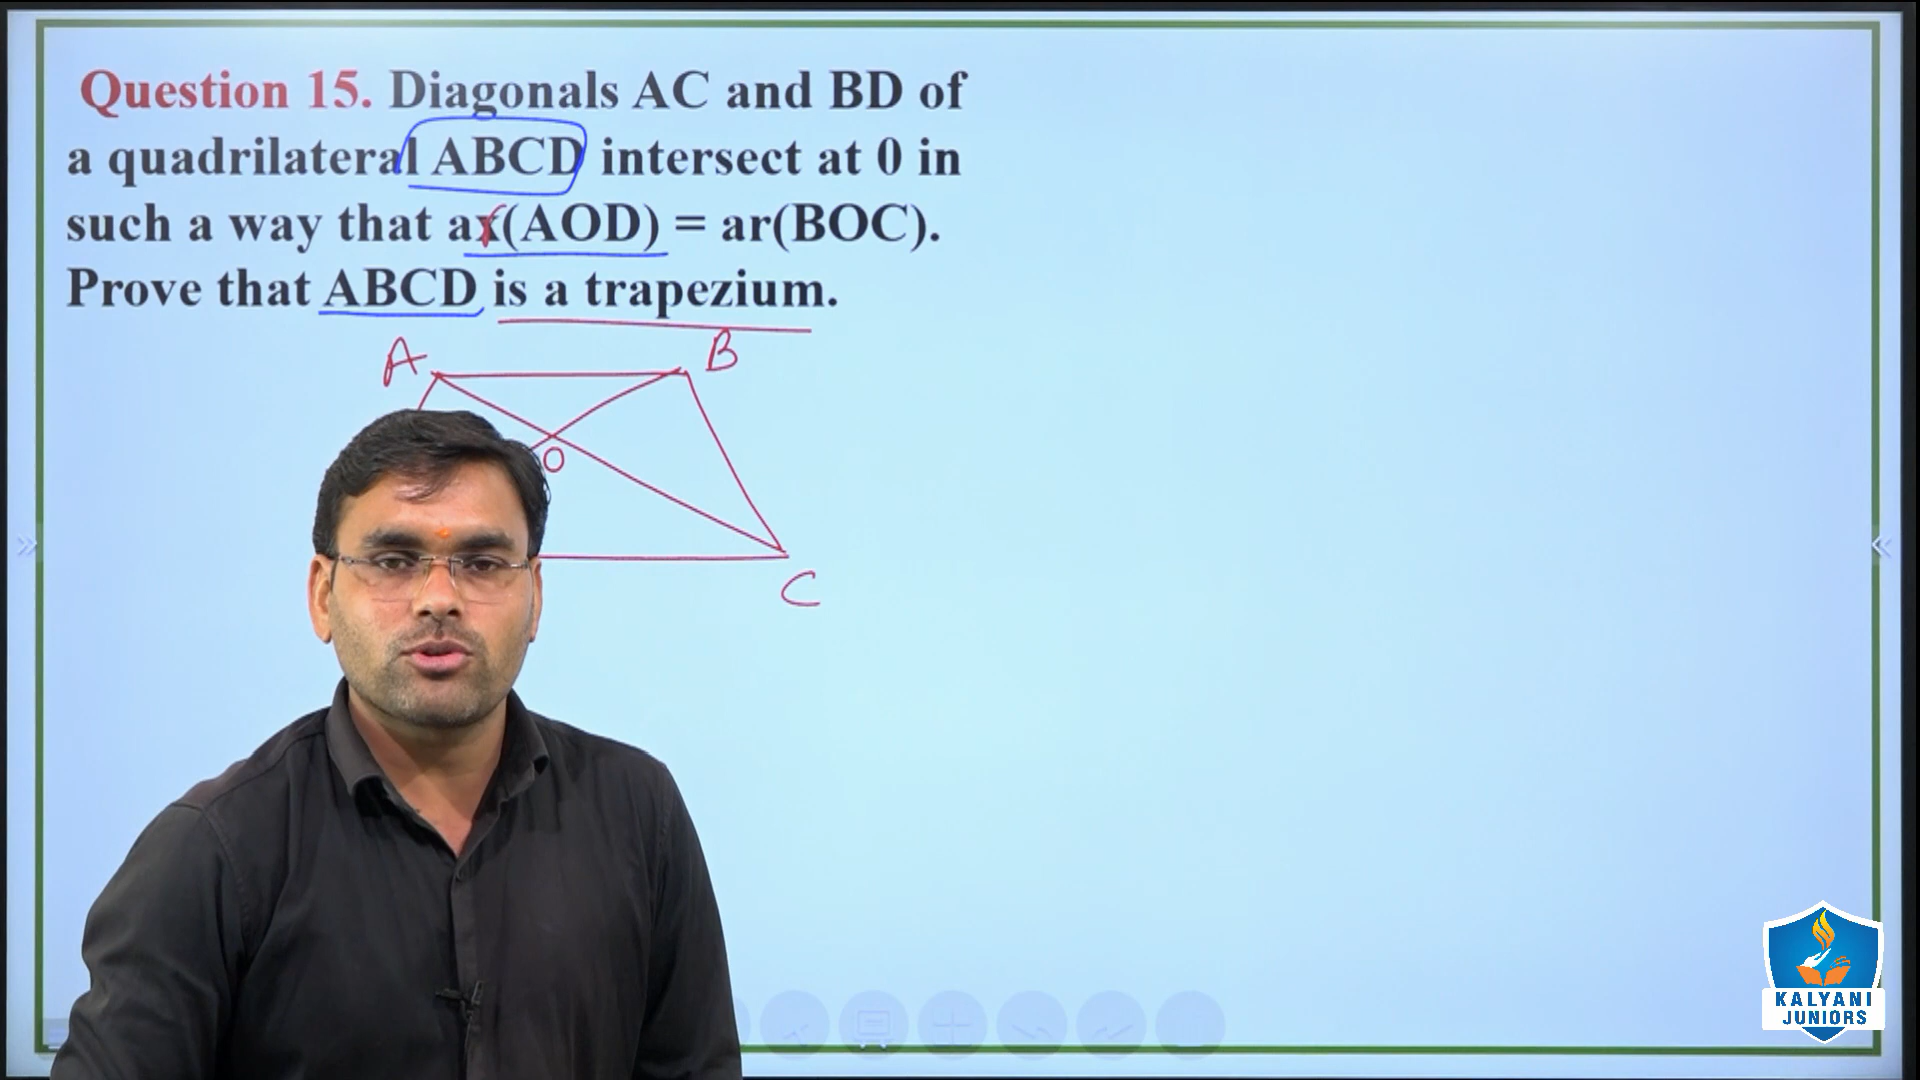 Question 15. Diagonals AC and BD of
a quadrilateral ABCD intersect at 0 in
such a way that ar(AOD) = ar(BOC).
Prove that ABCD is a trapezium.
A
B
O
C
KALYANI
JUNIORS